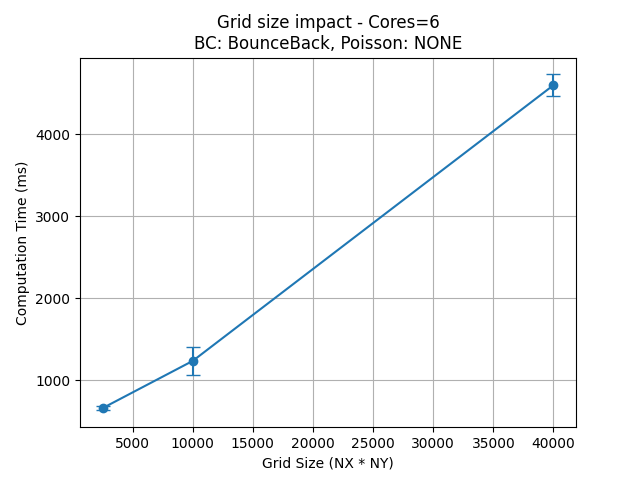 Grid size impact - Cores=6
BC: BounceBack, Poisson: NONE
Computation Time (ms)
4000
3000
2000
1000
5000 10000 15000 20000 25000 30000 35000 40000
Grid Size (NX * NY)